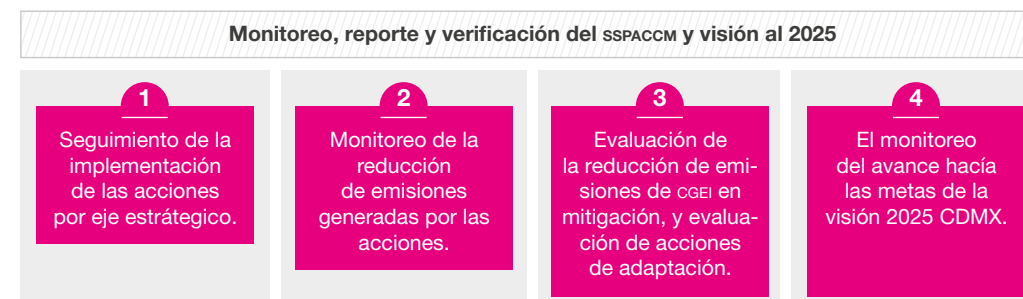 Monitoreo, reporte y verificación del SSPACCM y visión al 2025
1
Seguimiento de la
implementación
de las acciones
por eje estrátegico.
2
Monitoreo de la
reducción
de emisiones
generadas por las
acciones.
3
Evaluación de
la reducción de emi-
siones de CGEI en
mitigación, y evalua-
ción de acciones
de adaptación.
4
El monitoreo
del avance hacía
las metas de la
visión 2025 CDMX.